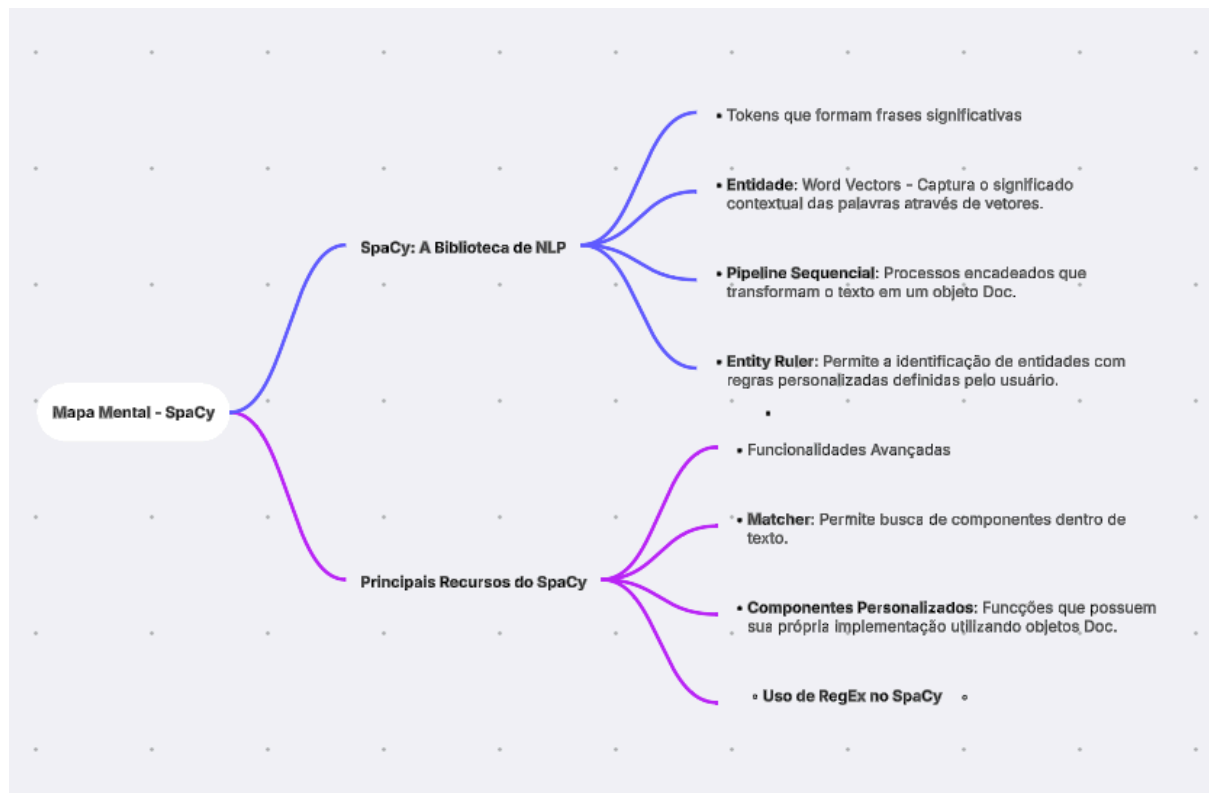 • Tokens que formam frases significativas
• Entidade: Word Vectors - Captura o significado
contextual das palavras através de vetores.
SpaCy: A Biblioteca de NLP
• Pipeline Sequencial: Processos encadeados que
transformam o texto em um objeto Doc.
• Entity Ruler: Permite a identificação de entidades com
regras personalizadas definidas pelo usuário.
•
Mapa Mental - SpaCy
• Funcionalidades Avançadas
• Matcher: Permite busca de componentes dentro de
texto.
Principais Recursos do SpaCy
• Componentes Personalizados: Funcções que possuem
sua própria implementação utilizando objetos Doc.
◦ Uso de RegEx no SpaCy ◦